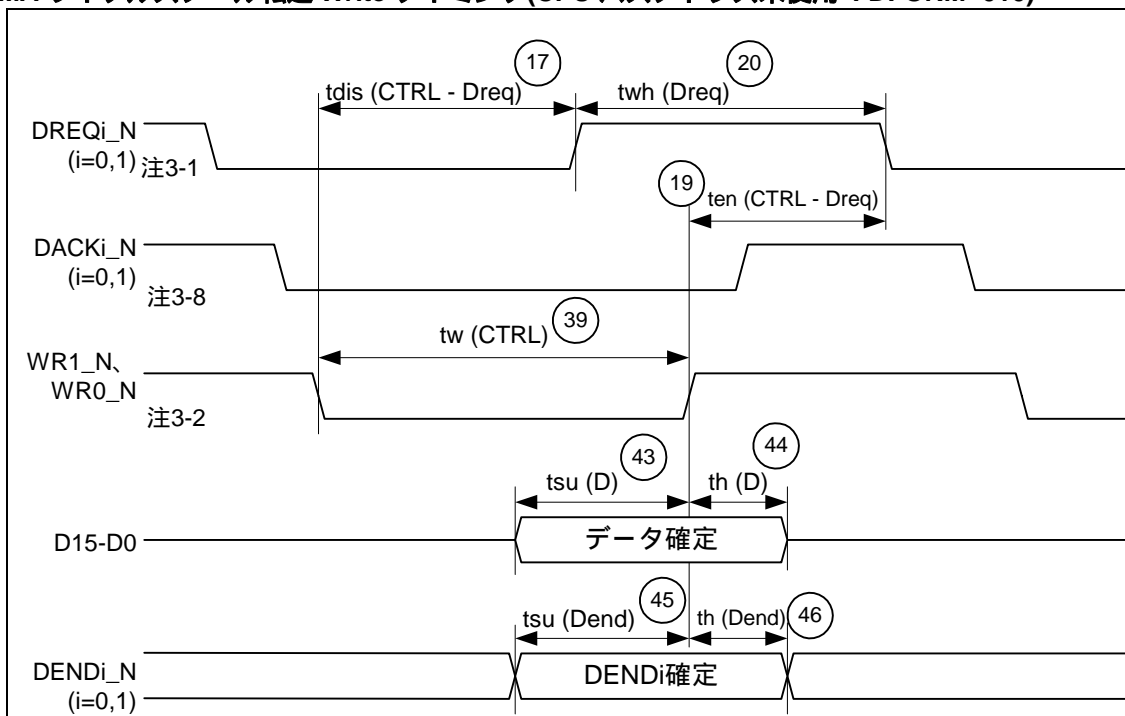 17
20
tdis (CTRL - Dreq)
twh (Dreq)
DREQi_N
(i=0,1) 注3-1
19
ten (CTRL - Dreq)
DACKi_N
(i=0,1)
注3-8
39
tw (CTRL)
WR1_N、
WR0_N
注3-2
43
44
tsu (D)
th (D)
D15-D0
データ確定
45
tsu (Dend)
th (Dend)
46
DENDi_N
(i=0,1)
DENDi確定